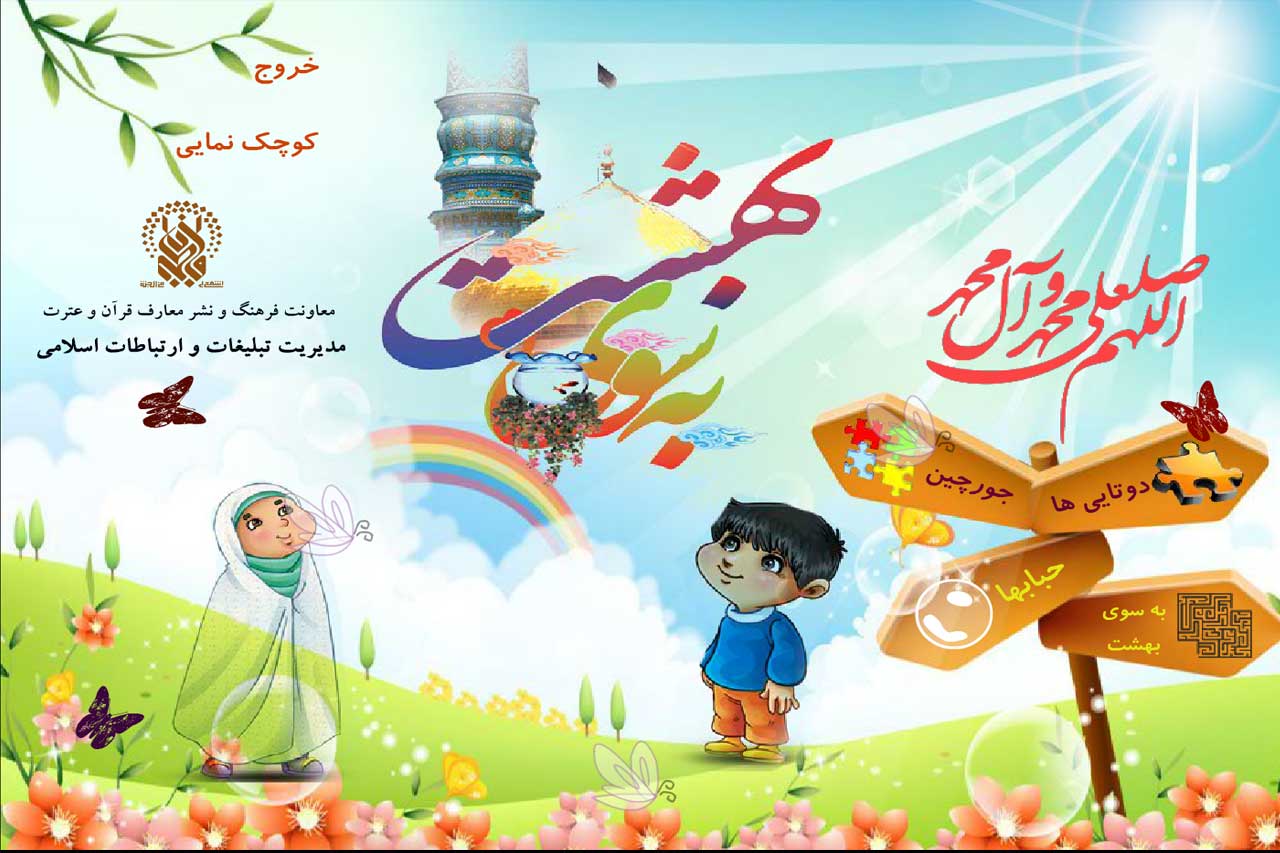 خروج
کوچک نمایی
معاونت فرهنگ و نشر معارف قرآن و عترت
مدیریت تبلیغات و ارتباطات اسلامی
به سوی
بهشت
اللهم صل علی محمد و آل محمد
دوتایی ها
جورچین
حبابها
به سوی
بهشت